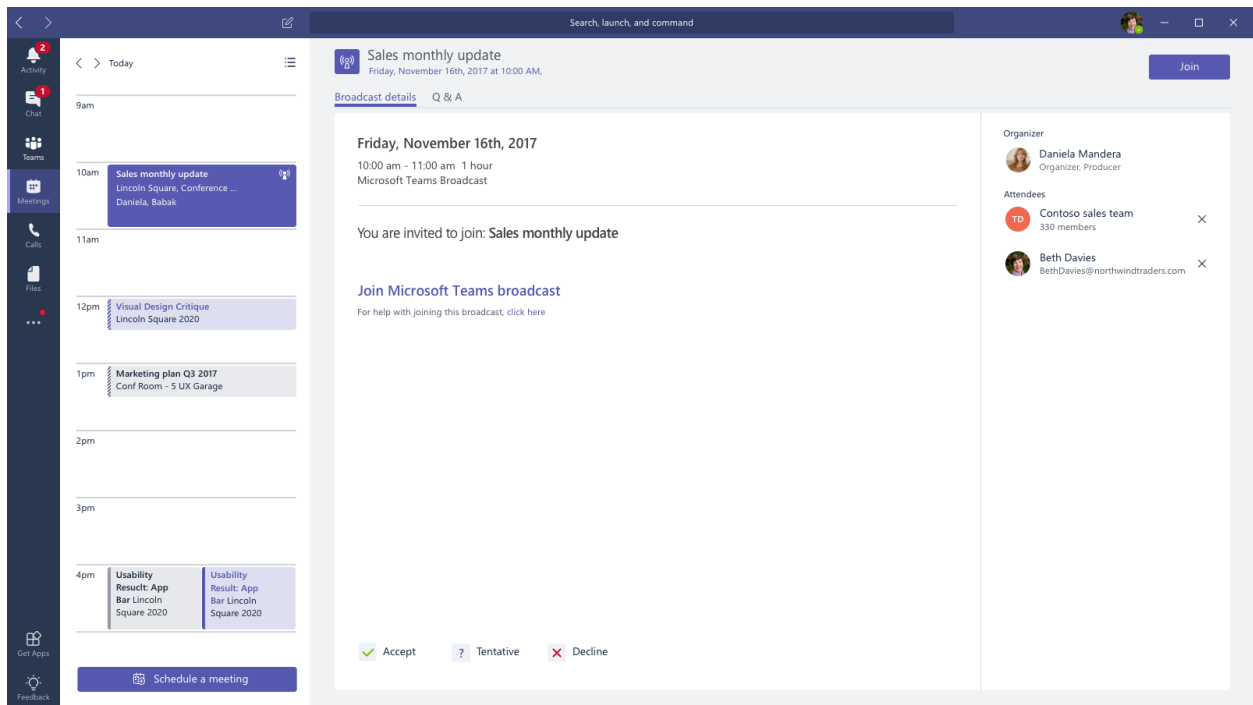 Search, launch, and command
2
Activity
1
Chat
Teams
Meetings
Calls
Files
Get Apps
Feedback
Today
9am
10am
Sales monthly update
Lincoln Square, Conference ...
Daniela, Babak
11am
12pm
Visual Design Critique
Lincoln Square 2020
1pm
Marketing plan Q3 2017
Conf Room - 5 UX Garage
2pm
3pm
4pm
Usability
Resuclt: App
Bar Lincoln
Square 2020
Usability
Result: App
Bar Lincoln
Square 2020
Schedule a meeting
Sales monthly update
Friday, November 16th, 2017 at 10:00 AM,
Join
Broadcast details Q & A
Friday, November 16th, 2017
10:00 am - 11:00 am 1 hour
Microsoft Teams Broadcast
You are invited to join: Sales monthly update
Join Microsoft Teams broadcast
For help with joining this broadcast, click here
Accept ? Tentative Decline
Organizer
Daniela Mandera
Organizer, Producer
Attendees
TD
Contoso sales team
330 members
Beth Davies
BethDavies@northwindtraders.com